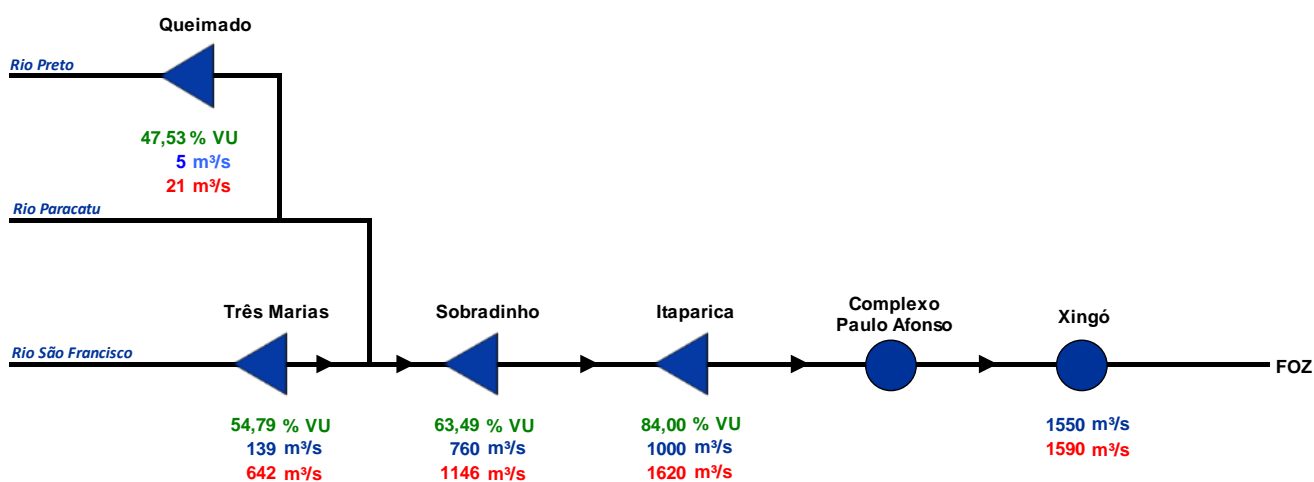 Queimado
Rio Preto
47,53 % VU
5 m³/s
21 m³/s
Rio Paracatu
Três Marias
Sobradinho
Itaparica
Complexo
Paulo Afonso
Xingó
Rio São Francisco
FOZ
54,79 % VU
139 m³/s
642 m³/s
63,49 % VU
760 m³/s
1146 m³/s
84,00 % VU
1000 m³/s
1620 m³/s
1550 m³/s
1590 m³/s